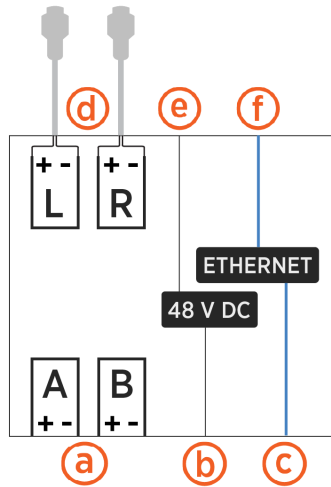 d e f
+ - + -
L R
ETHERNET
48 V DC
A B
+ - + -
a b c